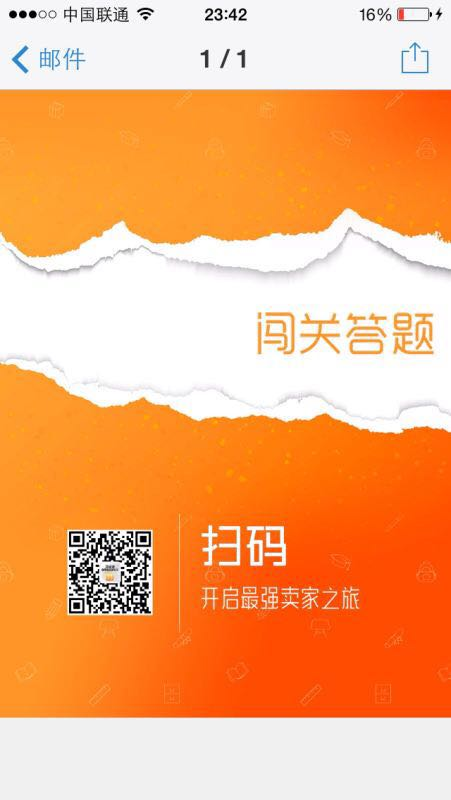 中国联通 23:42 16%
邮件 1 / 1
闯关答题
扫码
开启最强卖家之旅